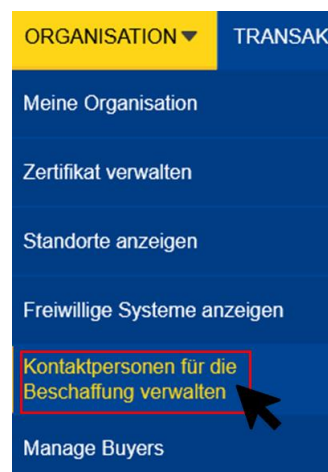 ORGANISATION TRANSAK
Meine Organisation
Zertifikat verwalten
Standorte anzeigen
Freiwillige Systeme anzeigen
Kontaktpersonen für die
Beschaffung verwalten
Manage Buyers